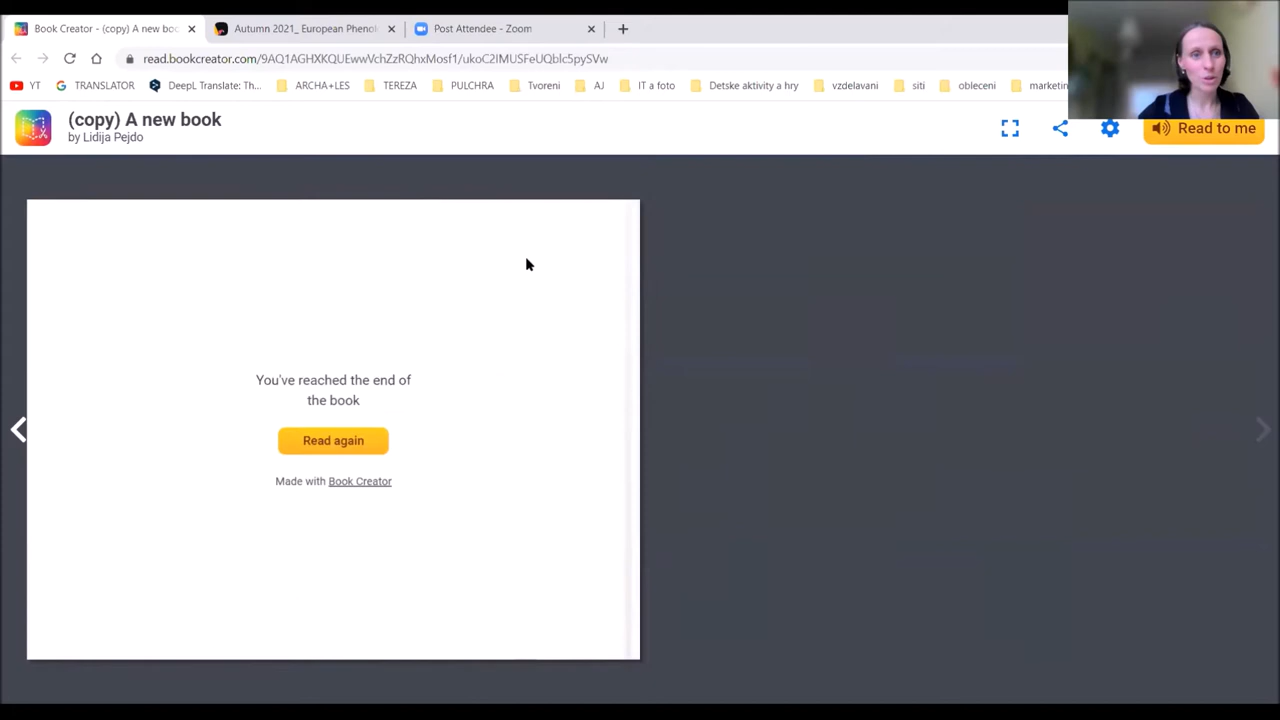 Book Creator - (copy) A new boo
Autumn 2021_ European Phenol
Post Attendee - Zoom
read.bookcreator.com/9AQ1AGHXKQUEwwVchZzRQhxMosf1/ukoC2IMUSFeUQblc5pySVw
YT TRANSLATOR DeepL Translate: Th... ARCHA+LES TEREZA PULCHRA Tvoreni AJ IT a foto Detske aktivity a hry vzdelavani siti obleceni marketin
(copy) A new book
by Lidija Pejdo
Read to me
You've reached the end of
the book
Read again
Made with Book Creator